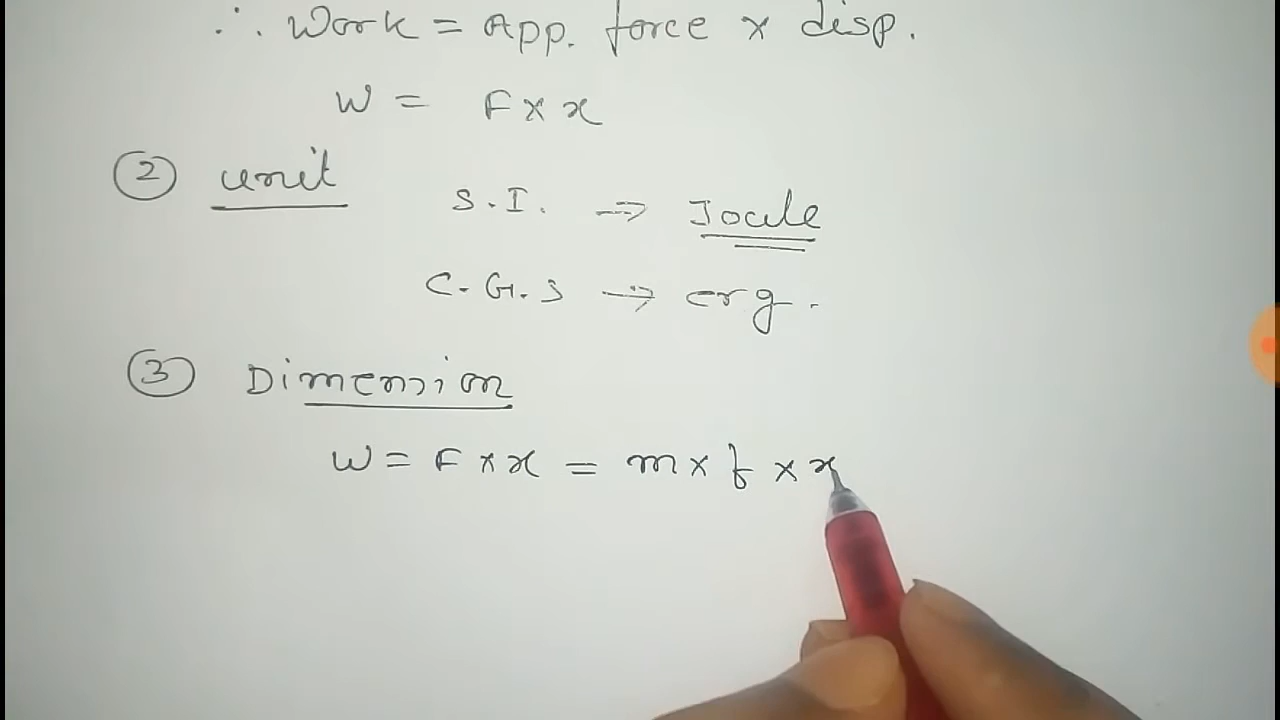 ∴ Work = App. force × disp.
W = F × x
② unit S.I. → Joule
C.G.S → erg.
③ Dimension
W = F × x = m × f × x